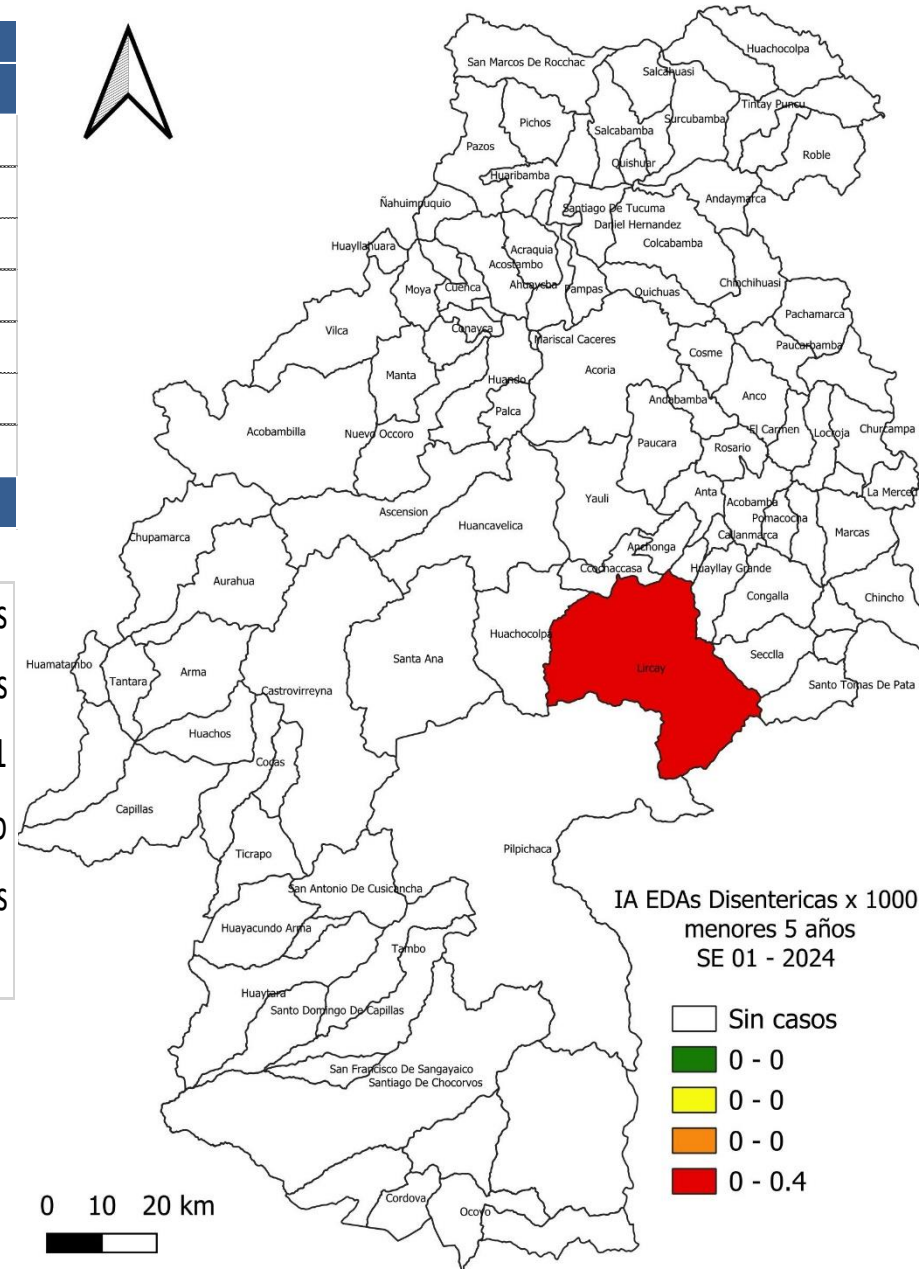 San Marcos De Rocchac
Huachocolpa
Salcahuasi
Tintay Puncu
Surcubamba
Pichos
Salcabamba
Pazos
Roble
Quishuar
Huaribamba
Andaymarca
Ñahuimpuquio
Santiago De Tucuma
Daniel Hernandez
Huayllahuara
Colcabamba
Acraquia
Acostambo
Chinchihuasi
Ahuaycha
Moya
Cuenca
Pampas
Quichuas
Pachamarca
Vilca
Conayca
Mariscal Caceres
Paucarbamba
Cosme
Acoria
Manta
Huando
Anco
Andabamba
Palca
Acobambilla
Nuevo Occoro
El Carmen
Locroja
Churcampa
Paucara
Rosario
La Merced
Yauli
Anta
Acobamba
Ascension
Pomacocha
Huancavelica
Callanmarca
Marcas
Chupamarca
Anchonga
Ccochaccasa
Huayllay Grande
Aurahua
Congalla
Chincho
Huachocolpa
Secclla
Santa Ana
Huamatambo
Lircay
Arma
Tantara
Santo Tomas De Pata
Castrovirreyna
Huachos
Cocas
Capillas
Pilpichaca
Ticrapo
San Antonio De Cusicancha
Huayacundo Arma
Tambo
Huaytara
Santo Domingo De Capillas
San Francisco De Sangayaico
Santiago De Chocorvos
Cordova
Ocoyo
s
s
1
o
s
IA EDAs Disentericas x 1000
menores 5 años
SE 01 - 2024
Sin casos
0 - 0
0 - 0
0 - 0
0 - 0.4
0 10 20 km